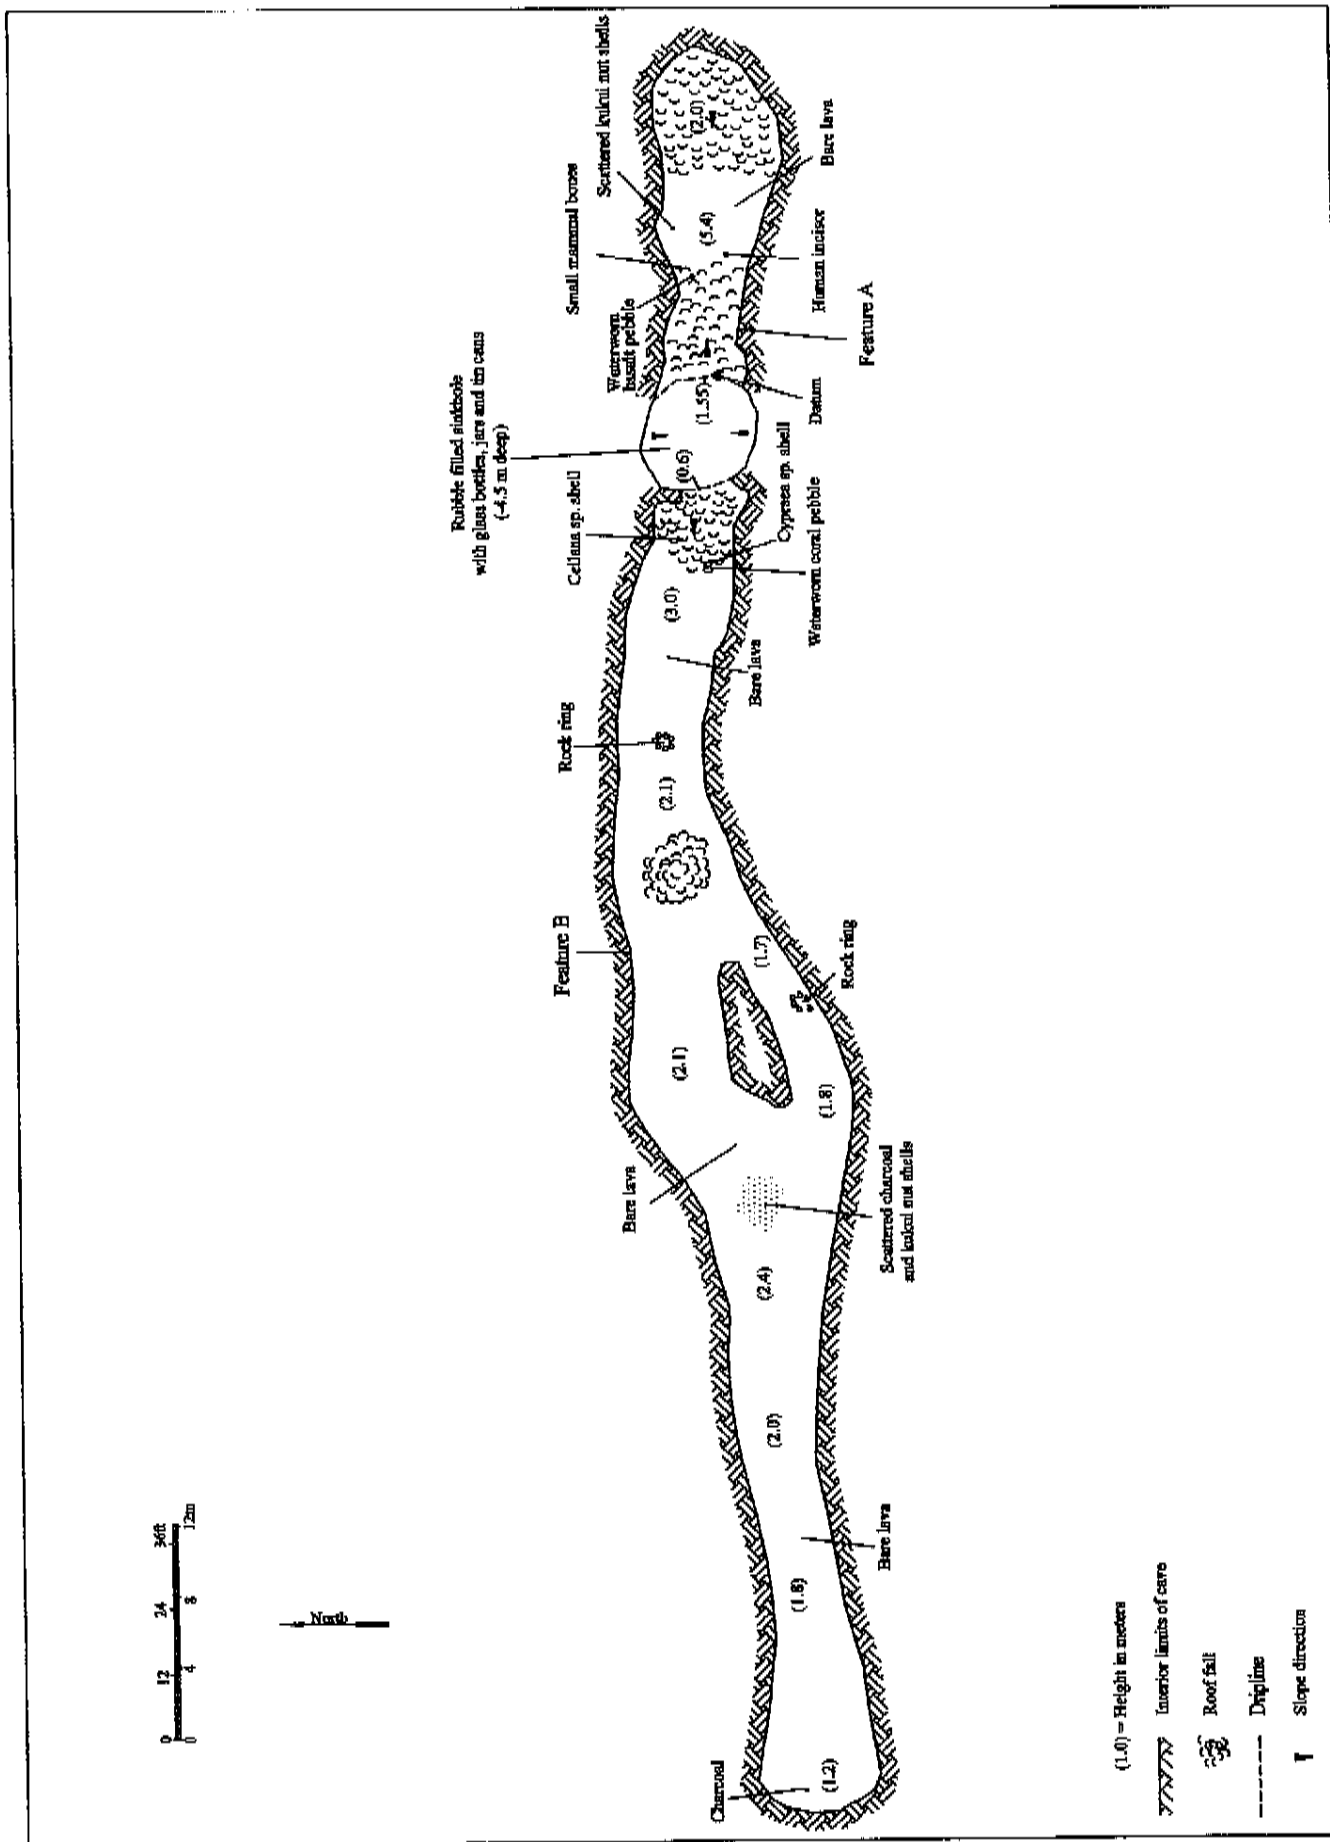 0 12 24 36ft
0 4 8 12m
North
Rubble filled sinkhole
with glass bottles, jars and tin cans
(-4.5 m deep)
Scattered kukui nut shells
Small mammal bones
Waterworn
basalt pebble
(2.0)
(5.4)
Bare lava
Human incisor
Feature A
(1.55)
Datum
(0.6)
Cellana sp. shell
Cypraea sp. shell
Waterworn coral pebble
(3.0)
Bare lava
Rock ring
(2.1)
Feature B
(1.7)
Rock ring
(2.1)
(1.8)
Bare lava
Scattered charcoal
and kukui nut shells
(2.4)
(2.0)
Bare lava
(1.8)
Charcoal
(1.2)
(1.0) = Height in meters
Interior limits of cave
Roof fall
Dripline
Slope direction